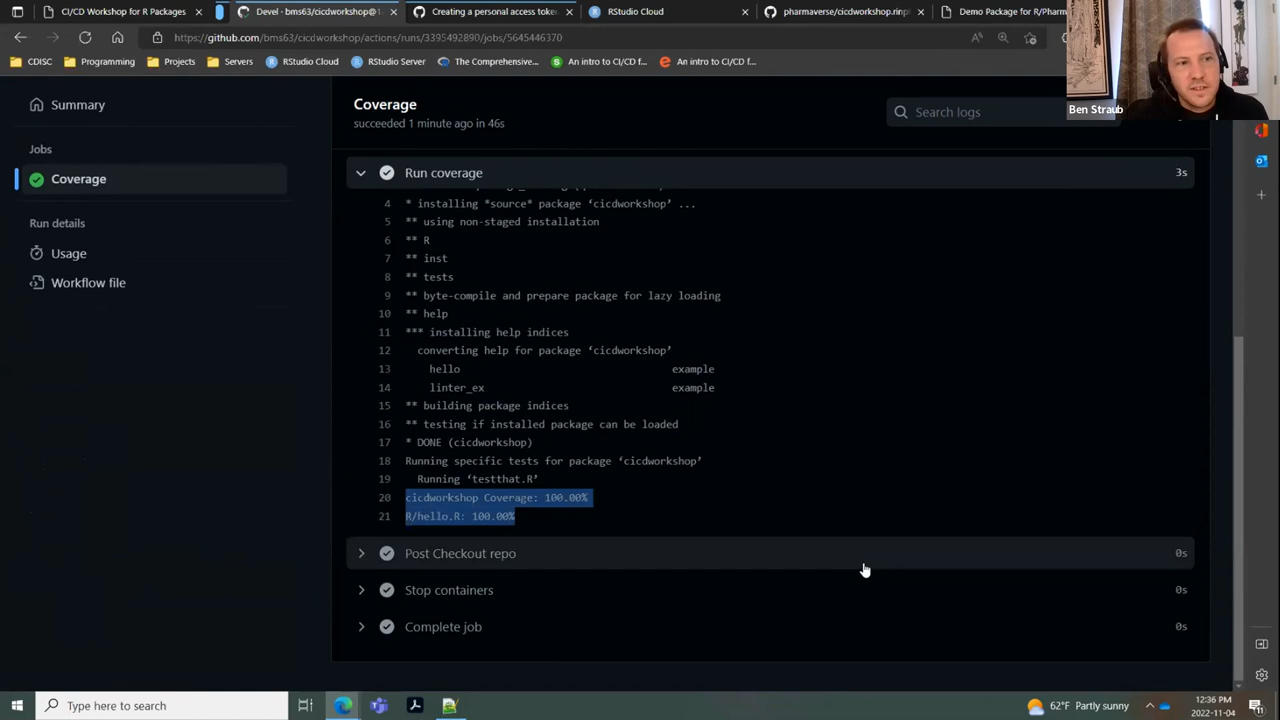 CI/CD Workshop for R Packages
Devel · bms63/cicdworkshop@1
Creating a personal access toke
RStudio Cloud
pharmaverse/cicdworkshop.rinp
Demo Package for R/Pharm
https://github.com/bms63/cicdworkshop/actions/runs/3395492890/jobs/5645446370
CDISC
Programming
Projects
Servers
RStudio Cloud
RStudio Server
The Comprehensive...
An intro to CI/CD f...
An intro to CI/CD f...
Ben Straub
Summary
Jobs
Coverage
Run details
Usage
Workflow file
Coverage
succeeded 1 minute ago in 46s
Search logs
Run coverage
3s
4 * installing *source* package ‘cicdworkshop’ ...
5 ** using non-staged installation
6 ** R
7 ** inst
8 ** tests
9 ** byte-compile and prepare package for lazy loading
10 ** help
11 *** installing help indices
12 converting help for package ‘cicdworkshop’
13 hello example
14 linter_ex example
15 ** building package indices
16 ** testing if installed package can be loaded
17 * DONE (cicdworkshop)
18 Running specific tests for package ‘cicdworkshop’
19 Running ‘testthat.R’
20 cicdworkshop Coverage: 100.00%
21 R/hello.R: 100.00%
Post Checkout repo
0s
Stop containers
0s
Complete job
0s
Type here to search
62°F Partly sunny
12:36 PM
2022-11-04
11